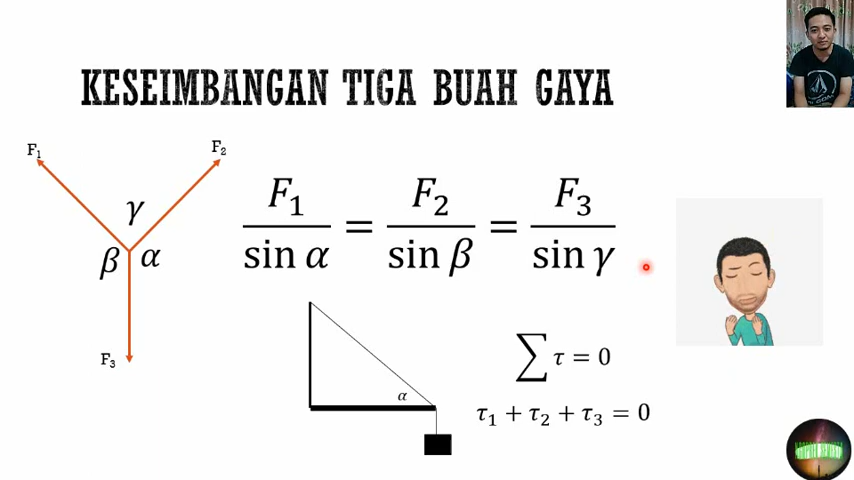 KESEIMBANGAN TIGA BUAH GAYA
F₁
F₂
γ
β
α
F₃
F₁/sin α = F₂/sin β = F₃/sin γ
α
∑τ = 0
τ₁ + τ₂ + τ₃ = 0